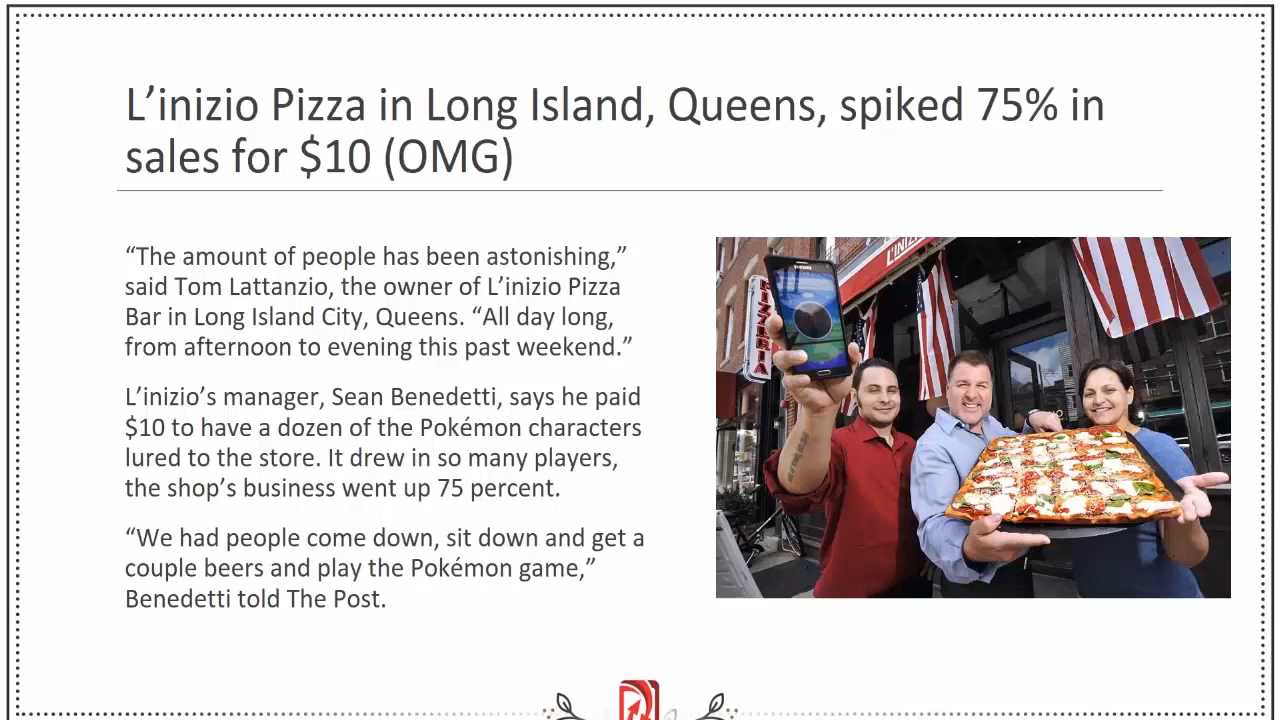 L’inizio Pizza in Long Island, Queens, spiked 75% in
sales for $10 (OMG)
“The amount of people has been astonishing,”
said Tom Lattanzio, the owner of L’inizio Pizza
Bar in Long Island City, Queens. “All day long,
from afternoon to evening this past weekend.”
L’inizio’s manager, Sean Benedetti, says he paid
$10 to have a dozen of the Pokémon characters
lured to the store. It drew in so many players,
the shop’s business went up 75 percent.
“We had people come down, sit down and get a
couple beers and play the Pokémon game,”
Benedetti told The Post.
PIZZERIA